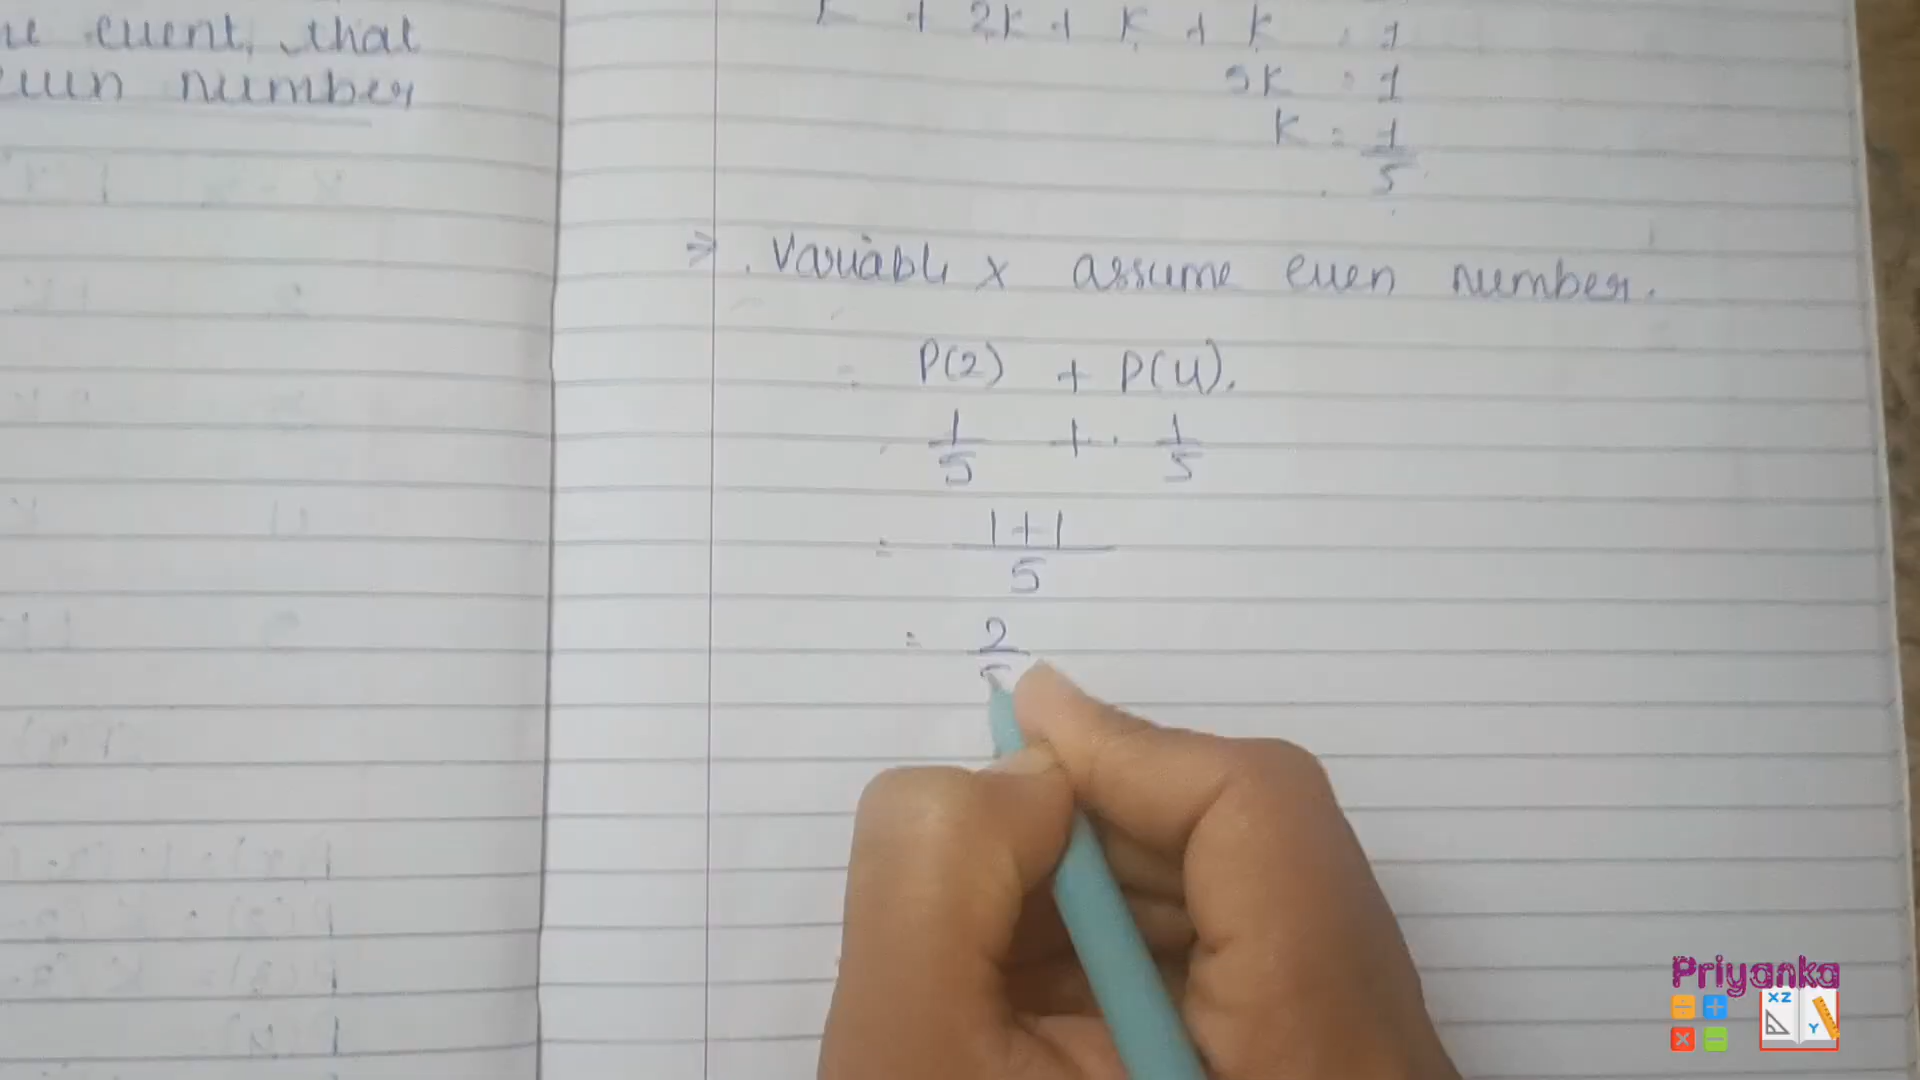 event, that
number
K + 2K + K + K = 1
5K = 1
K = 1/5
⇒ Variable x assume even number.
= P(2) + P(4).
1/5 + 1/5
= 1+1/5
= 2/5
Priyanka
XZ
Y